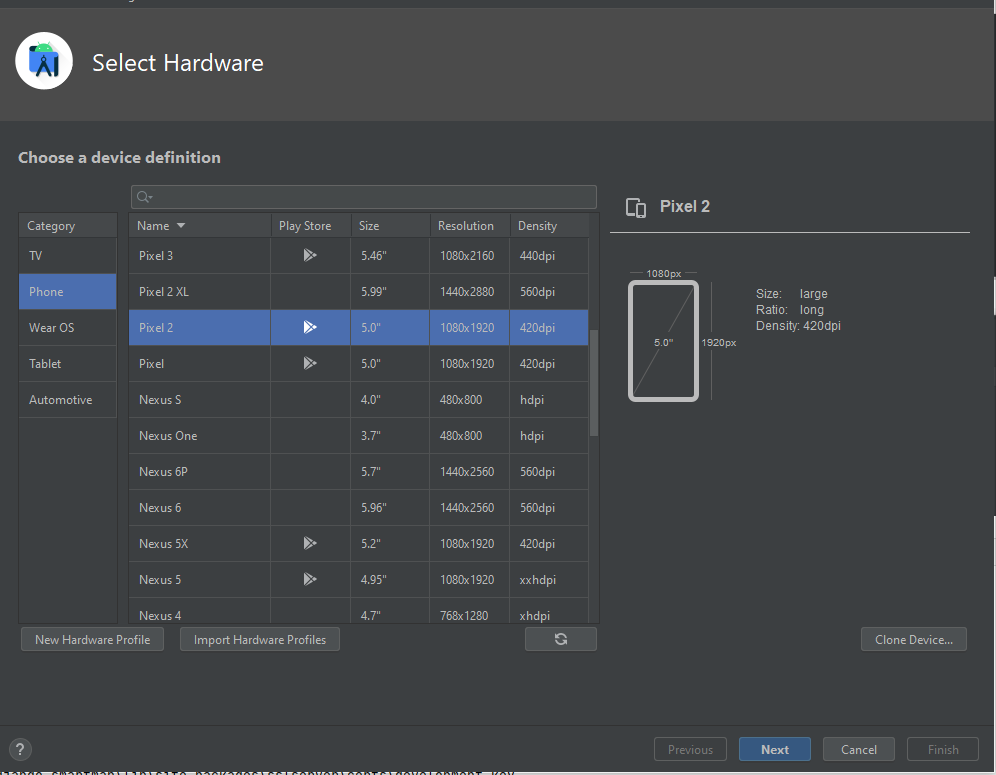 Select Hardware
Choose a device definition
Category
TV
Phone
Wear OS
Tablet
Automotive
Name Play Store Size Resolution Density
Pixel 3 5.46" 1080x2160 440dpi
Pixel 2 XL 5.99" 1440x2880 560dpi
Pixel 2 5.0" 1080x1920 420dpi
Pixel 5.0" 1080x1920 420dpi
Nexus S 4.0" 480x800 hdpi
Nexus One 3.7" 480x800 hdpi
Nexus 6P 5.7" 1440x2560 560dpi
Nexus 6 5.96" 1440x2560 560dpi
Nexus 5X 5.2" 1080x1920 420dpi
Nexus 5 4.95" 1080x1920 xxhdpi
Nexus 4 4.7" 768x1280 xhdpi
Pixel 2
1080px
5.0"
1920px
Size: large
Ratio: long
Density: 420dpi
New Hardware Profile Import Hardware Profiles Clone Device...
? Previous Next Cancel Finish